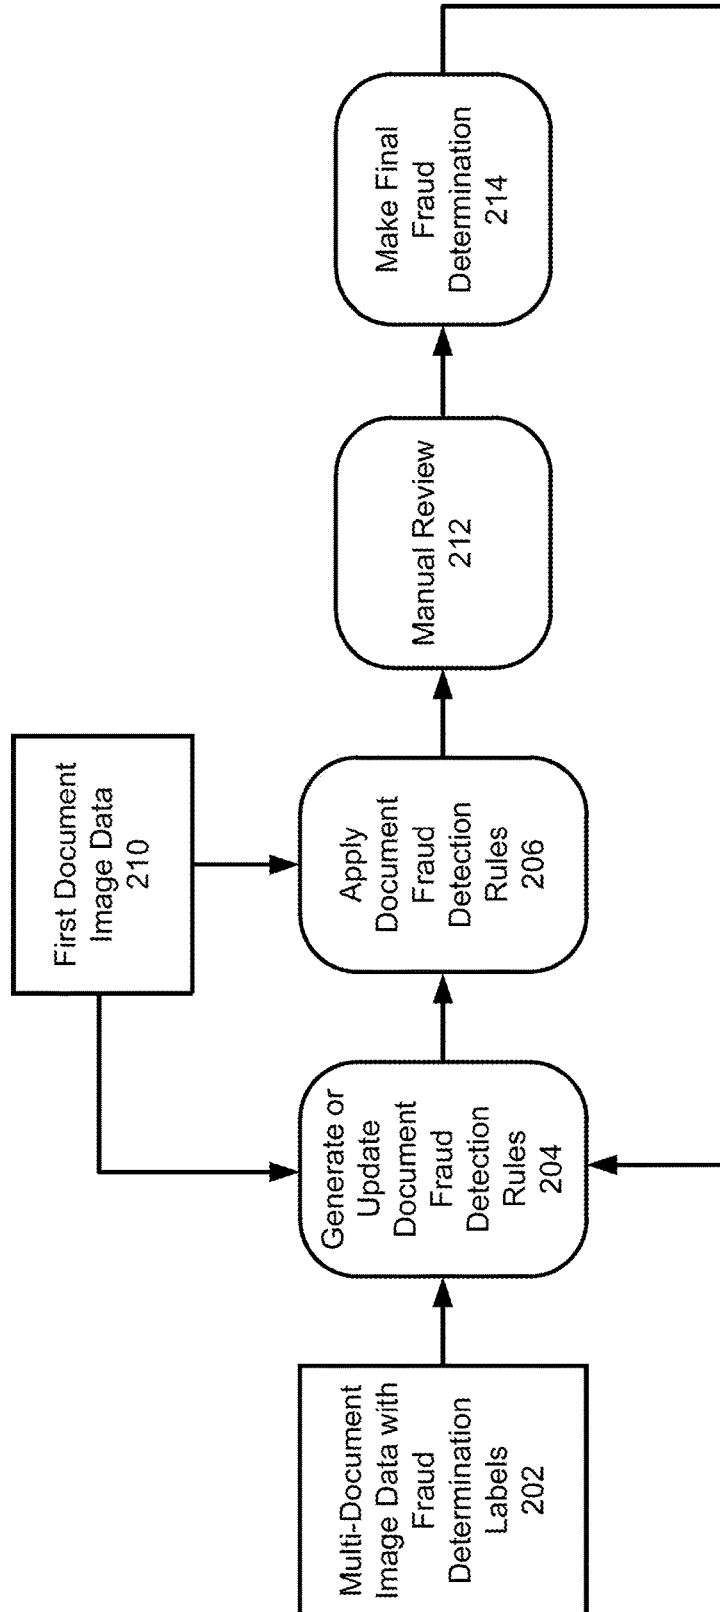 First Document
Image Data
210
Multi-Document
Image Data with
Fraud
Determination
Labels
202
Generate or
Update
Document
Fraud
Detection
Rules
204
Apply
Document
Fraud
Detection
Rules
206
Manual Review
212
Make Final
Fraud
Determination
214